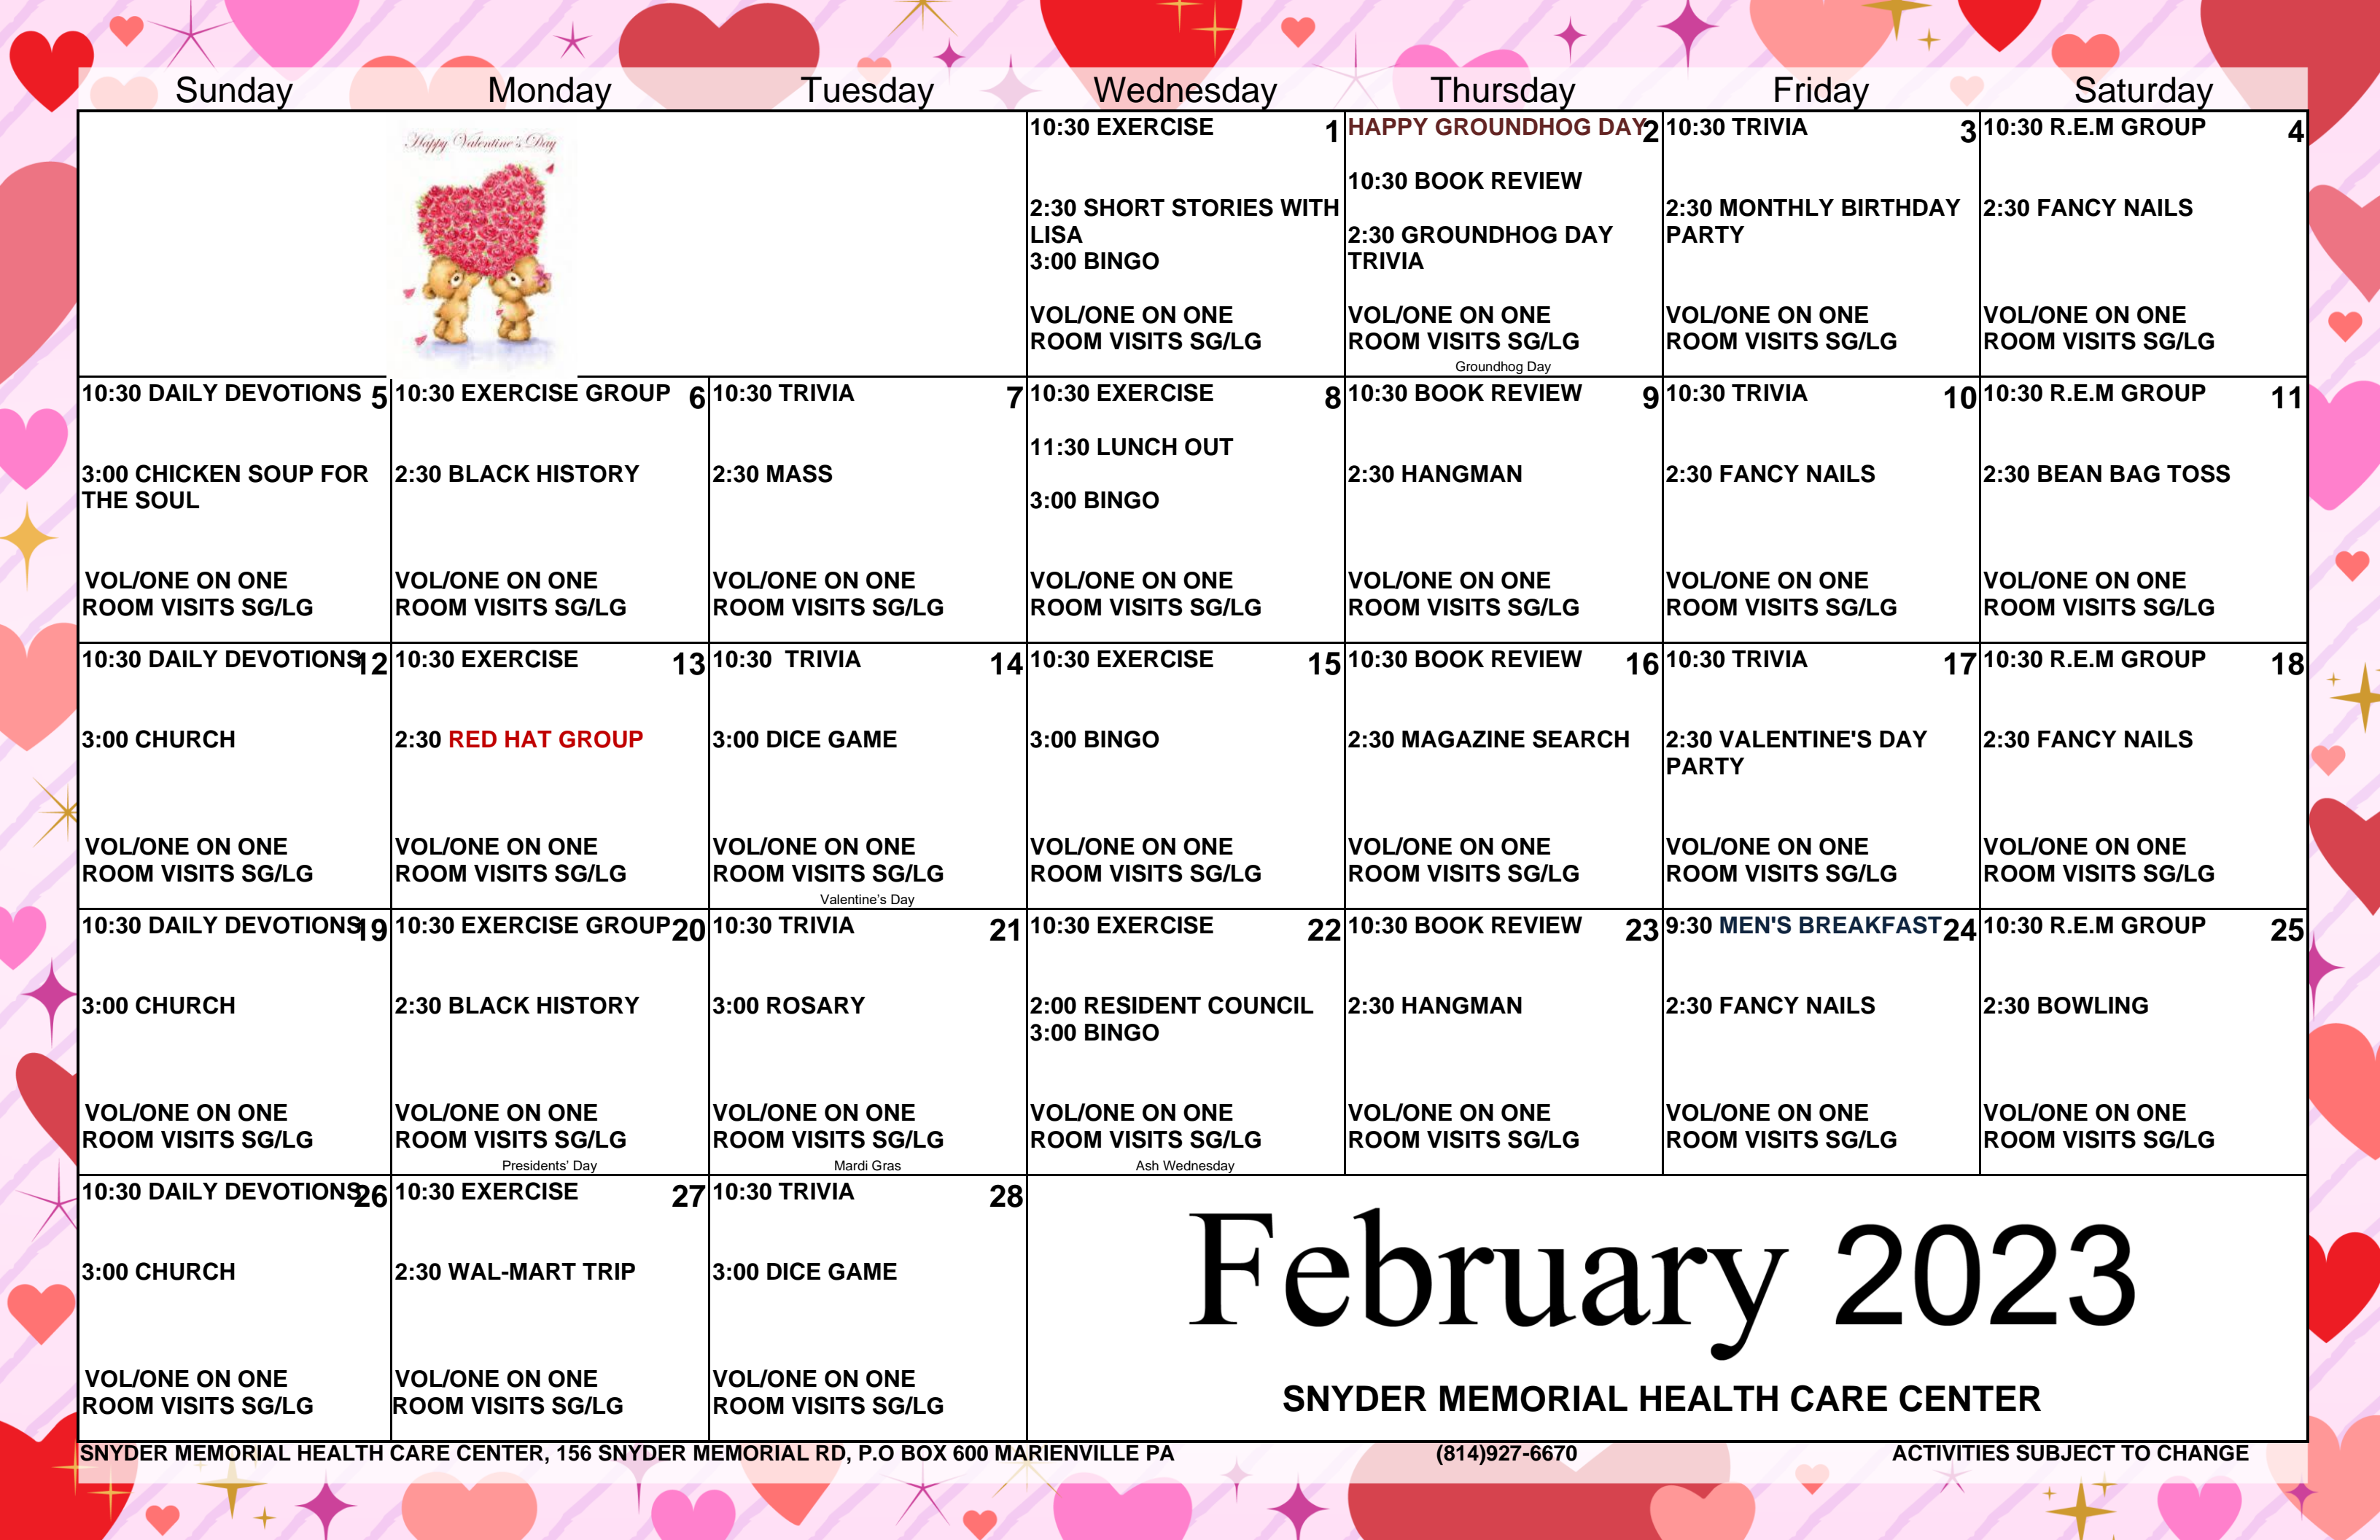 Sunday Monday Tuesday Wednesday Thursday Friday Saturday
Happy Valentine's Day
10:30 EXERCISE 1
2:30 SHORT STORIES WITH
LISA
3:00 BINGO
VOL/ONE ON ONE
ROOM VISITS SG/LG
HAPPY GROUNDHOG DAY 2
10:30 BOOK REVIEW
2:30 GROUNDHOG DAY
TRIVIA
VOL/ONE ON ONE
ROOM VISITS SG/LG
Groundhog Day
10:30 TRIVIA 3
2:30 MONTHLY BIRTHDAY
PARTY
VOL/ONE ON ONE
ROOM VISITS SG/LG
10:30 R.E.M GROUP 4
2:30 FANCY NAILS
VOL/ONE ON ONE
ROOM VISITS SG/LG
10:30 DAILY DEVOTIONS 5
3:00 CHICKEN SOUP FOR
THE SOUL
VOL/ONE ON ONE
ROOM VISITS SG/LG
10:30 EXERCISE GROUP 6
2:30 BLACK HISTORY
VOL/ONE ON ONE
ROOM VISITS SG/LG
10:30 TRIVIA 7
2:30 MASS
VOL/ONE ON ONE
ROOM VISITS SG/LG
10:30 EXERCISE 8
11:30 LUNCH OUT
3:00 BINGO
VOL/ONE ON ONE
ROOM VISITS SG/LG
10:30 BOOK REVIEW 9
2:30 HANGMAN
VOL/ONE ON ONE
ROOM VISITS SG/LG
10:30 TRIVIA 10
2:30 FANCY NAILS
VOL/ONE ON ONE
ROOM VISITS SG/LG
10:30 R.E.M GROUP 11
2:30 BEAN BAG TOSS
VOL/ONE ON ONE
ROOM VISITS SG/LG
10:30 DAILY DEVOTIONS 12
3:00 CHURCH
VOL/ONE ON ONE
ROOM VISITS SG/LG
10:30 EXERCISE 13
2:30 RED HAT GROUP
VOL/ONE ON ONE
ROOM VISITS SG/LG
10:30 TRIVIA 14
3:00 DICE GAME
VOL/ONE ON ONE
ROOM VISITS SG/LG
Valentine's Day
10:30 EXERCISE 15
3:00 BINGO
VOL/ONE ON ONE
ROOM VISITS SG/LG
10:30 BOOK REVIEW 16
2:30 MAGAZINE SEARCH
VOL/ONE ON ONE
ROOM VISITS SG/LG
10:30 TRIVIA 17
2:30 VALENTINE'S DAY
PARTY
VOL/ONE ON ONE
ROOM VISITS SG/LG
10:30 R.E.M GROUP 18
2:30 FANCY NAILS
VOL/ONE ON ONE
ROOM VISITS SG/LG
10:30 DAILY DEVOTIONS 19
3:00 CHURCH
VOL/ONE ON ONE
ROOM VISITS SG/LG
10:30 EXERCISE GROUP 20
2:30 BLACK HISTORY
VOL/ONE ON ONE
ROOM VISITS SG/LG
Presidents' Day
10:30 TRIVIA 21
3:00 ROSARY
VOL/ONE ON ONE
ROOM VISITS SG/LG
Mardi Gras
10:30 EXERCISE 22
2:00 RESIDENT COUNCIL
3:00 BINGO
VOL/ONE ON ONE
ROOM VISITS SG/LG
Ash Wednesday
10:30 BOOK REVIEW 23
2:30 HANGMAN
VOL/ONE ON ONE
ROOM VISITS SG/LG
9:30 MEN'S BREAKFAST 24
2:30 FANCY NAILS
VOL/ONE ON ONE
ROOM VISITS SG/LG
10:30 R.E.M GROUP 25
2:30 BOWLING
VOL/ONE ON ONE
ROOM VISITS SG/LG
10:30 DAILY DEVOTIONS 26
3:00 CHURCH
VOL/ONE ON ONE
ROOM VISITS SG/LG
10:30 EXERCISE 27
2:30 WAL-MART TRIP
VOL/ONE ON ONE
ROOM VISITS SG/LG
10:30 TRIVIA 28
3:00 DICE GAME
VOL/ONE ON ONE
ROOM VISITS SG/LG
February 2023
SNYDER MEMORIAL HEALTH CARE CENTER
SNYDER MEMORIAL HEALTH CARE CENTER, 156 SNYDER MEMORIAL RD, P.O BOX 600 MARIENVILLE PA (814)927-6670 ACTIVITIES SUBJECT TO CHANGE